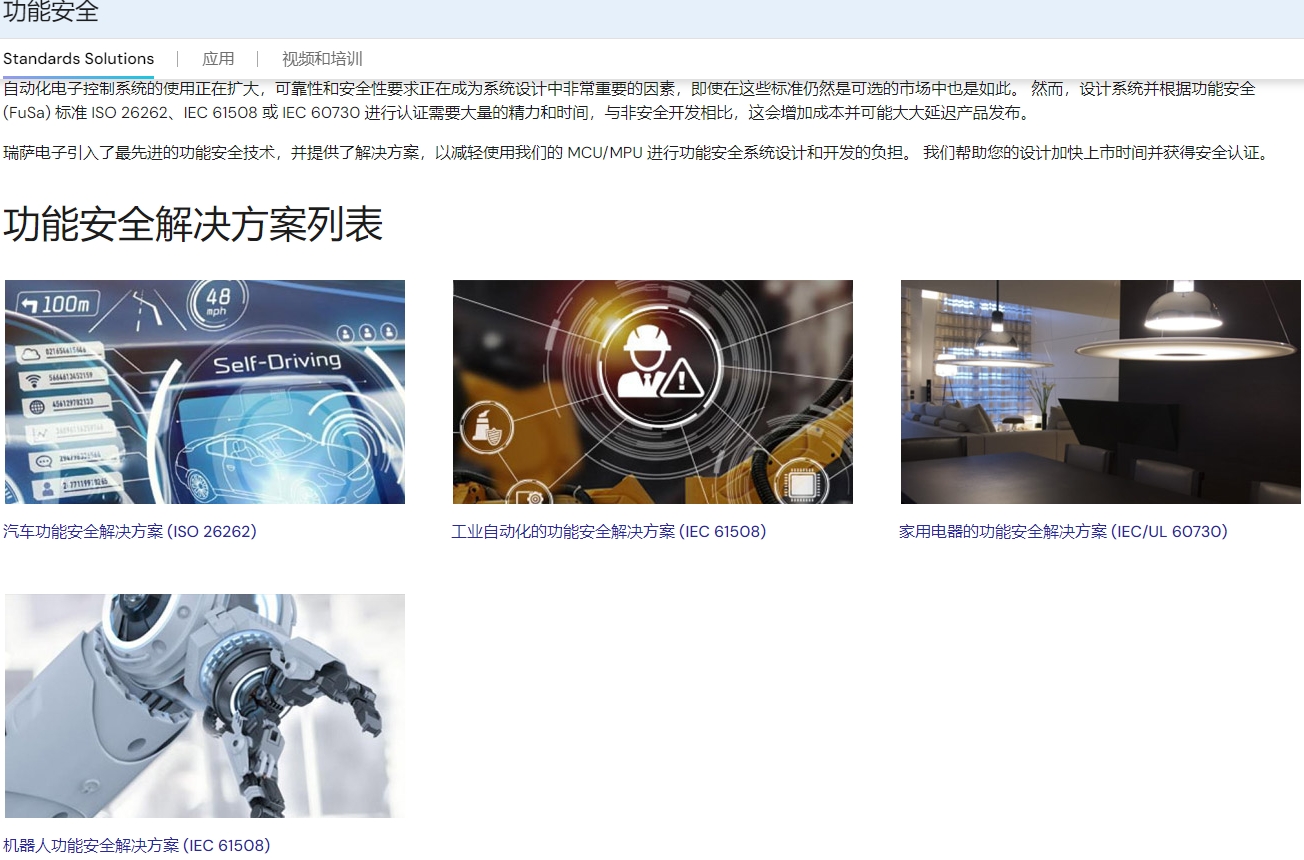 功能安全
Standards Solutions | 应用 | 视频和培训
自动化电子控制系统的使用正在扩大，可靠性和安全性要求正在成为系统设计中非常重要的因素，即使在这些标准仍然是可选的市场中也是如此。 然而，设计系统并根据功能安全
(FuSa) 标准 ISO 26262、IEC 61508 或 IEC 60730 进行认证需要大量的精力和时间，与非安全开发相比，这会增加成本并可能大大延迟产品发布。
瑞萨电子引入了最先进的功能安全技术，并提供了解决方案，以减轻使用我们的 MCU/MPU 进行功能安全系统设计和开发的负担。 我们帮助您的设计加快上市时间并获得安全认证。
功能安全解决方案列表
100m
48
mph
Self-Driving
5664613452159
456129782133
汽车功能安全解决方案 (ISO 26262)
工业自动化的功能安全解决方案 (IEC 61508)
家用电器的功能安全解决方案 (IEC/UL 60730)
机器人功能安全解决方案 (IEC 61508)